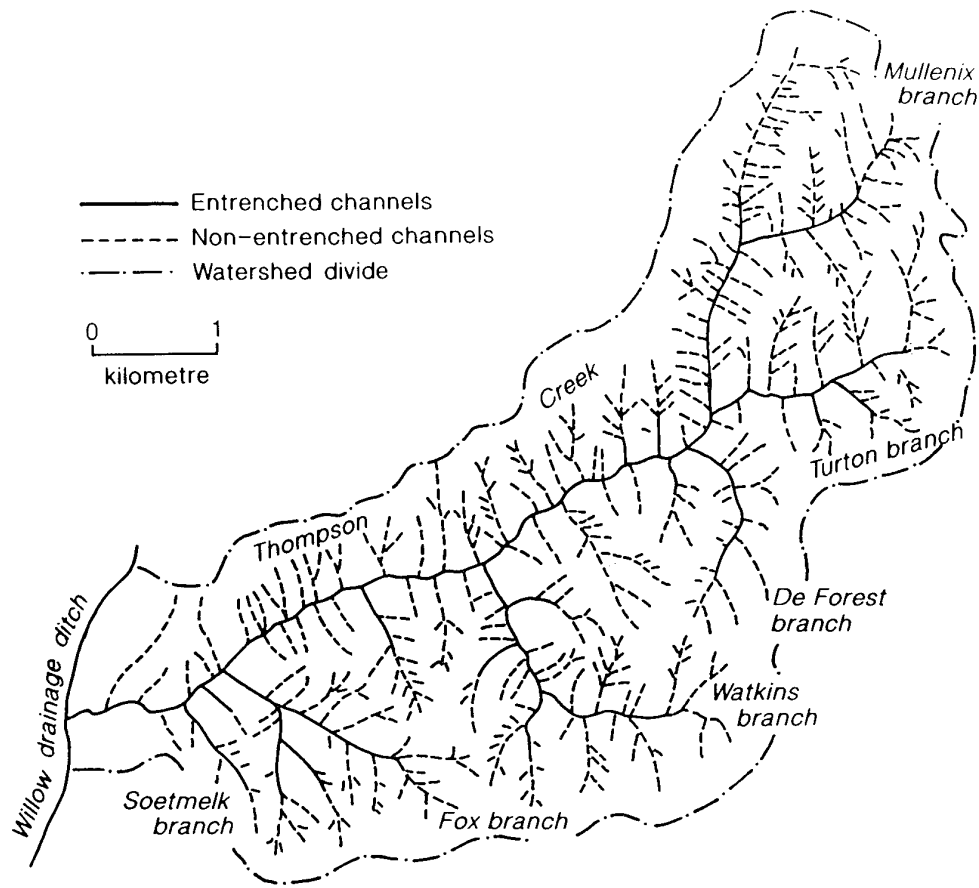 Mullenix
branch
Entrenched channels
Non-entrenched channels
Watershed divide
0 1
kilometre
Creek
Turton branch
Thompson
De Forest
branch
Willow drainage ditch
Watkins
branch
Soetmelk
branch
Fox branch